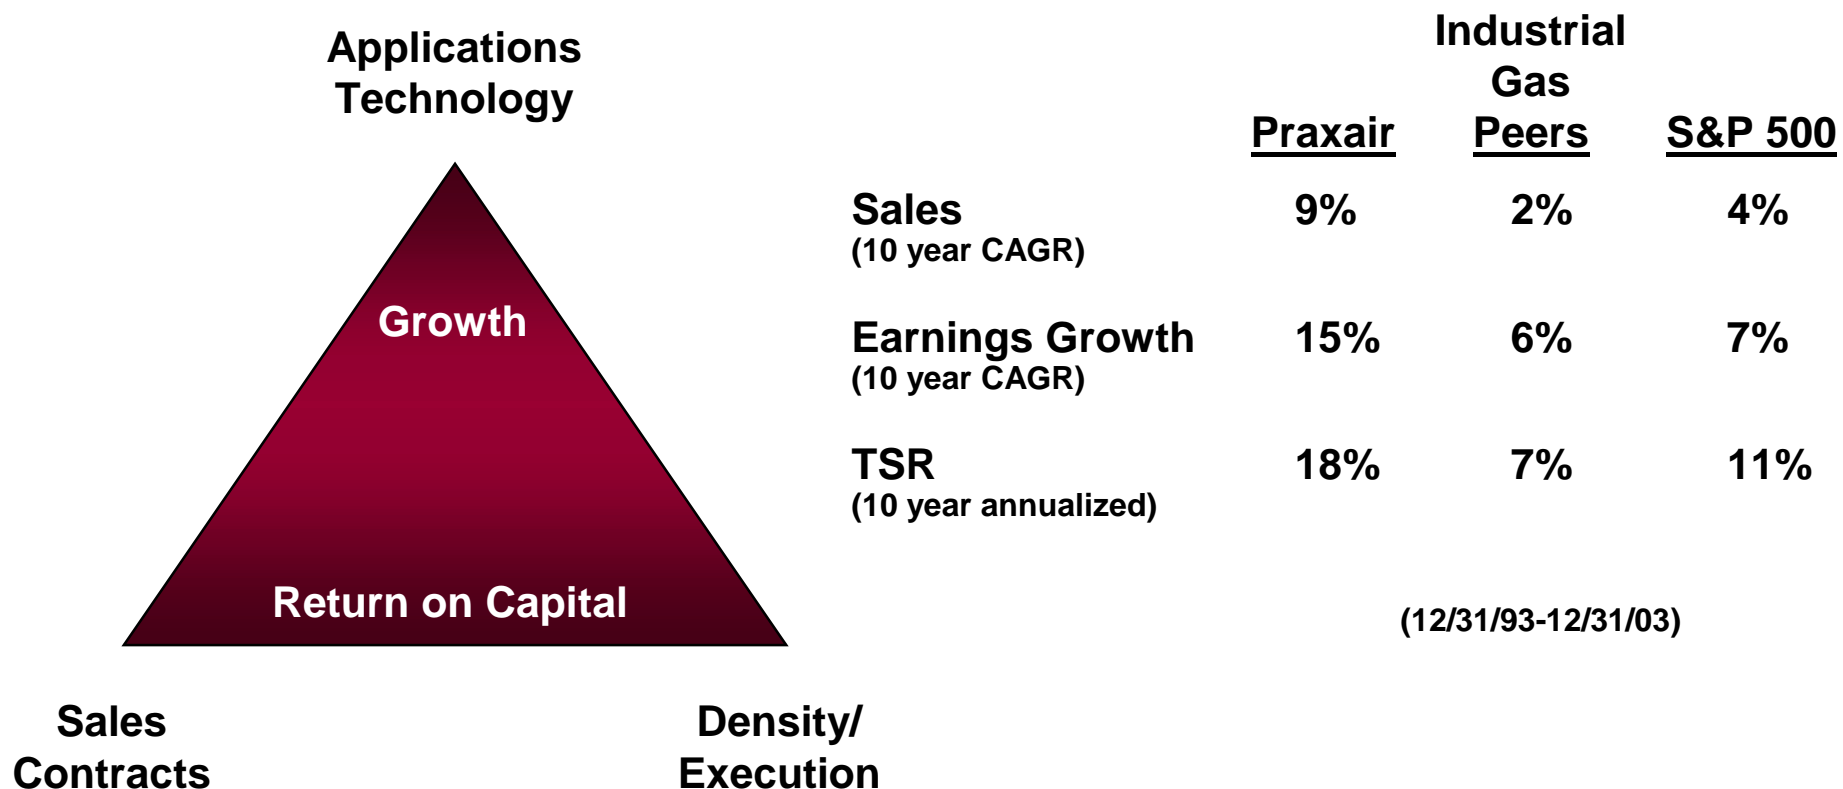 Applications
Technology
Growth
Return on Capital
Sales
Contracts
Density/
Execution
Industrial
Gas
Praxair Peers S&P 500
Sales 9% 2% 4%
(10 year CAGR)
Earnings Growth 15% 6% 7%
(10 year CAGR)
TSR 18% 7% 11%
(10 year annualized)
(12/31/93-12/31/03)